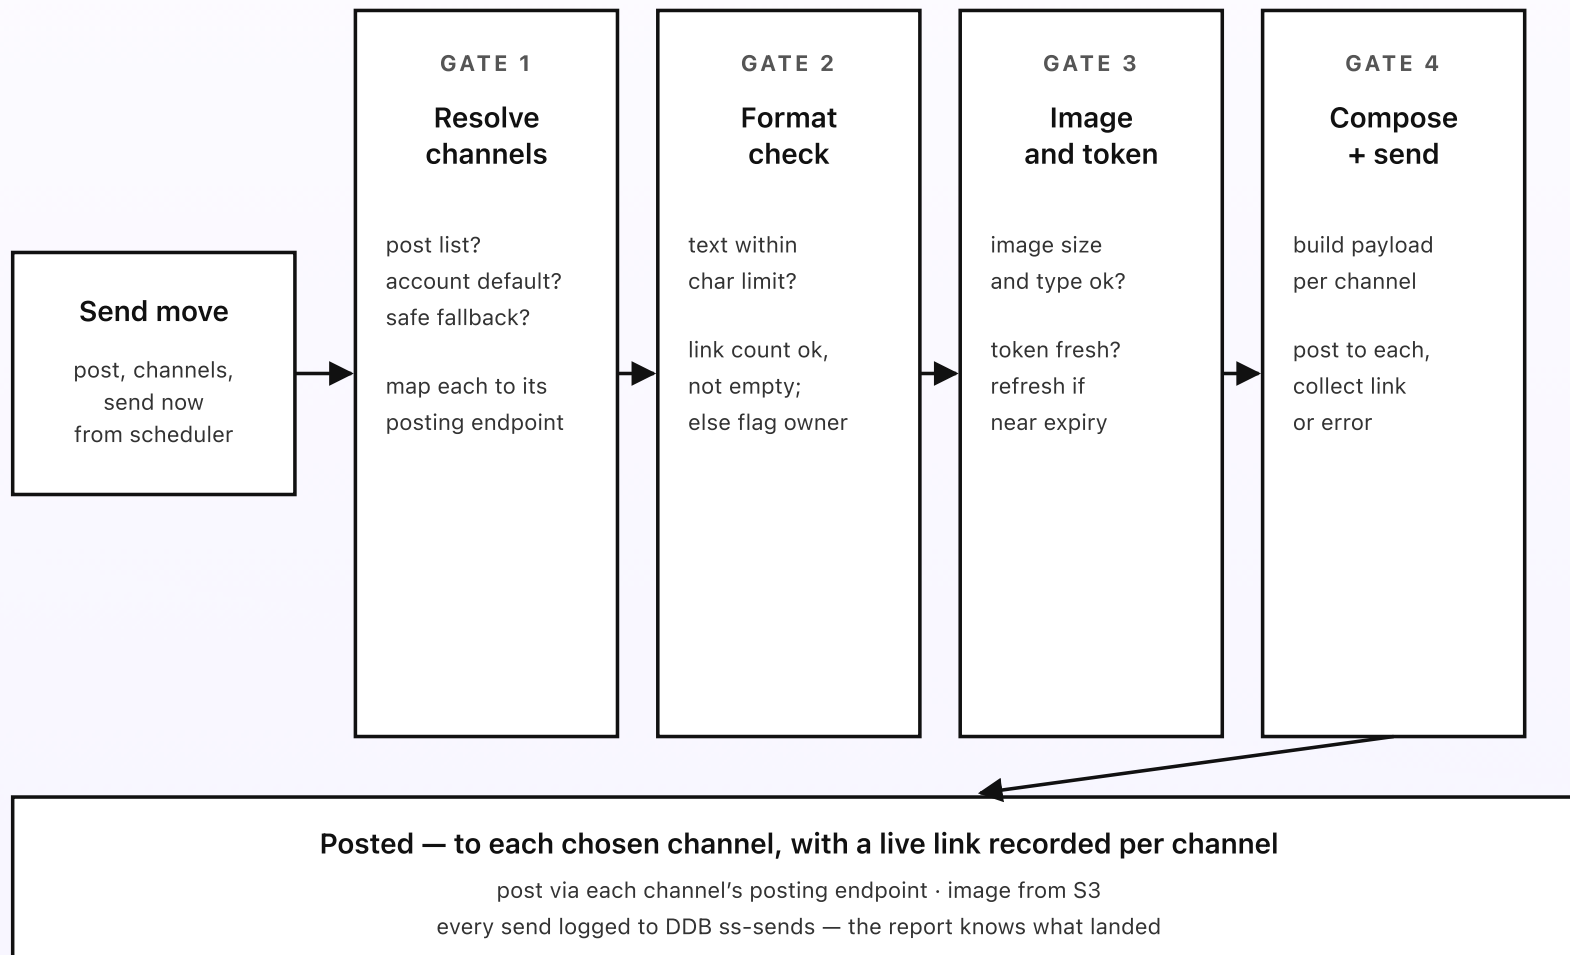 Send move
post, channels,
send now
from scheduler
GATE 1
Resolve
channels
post list?
account default?
safe fallback?
map each to its
posting endpoint
GATE 2
Format
check
text within
char limit?
link count ok,
not empty;
else flag owner
GATE 3
Image
and token
image size
and type ok?
token fresh?
refresh if
near expiry
GATE 4
Compose
+ send
build payload
per channel
post to each,
collect link
or error
Posted — to each chosen channel, with a live link recorded per channel
post via each channel’s posting endpoint · image from S3
every send logged to DDB ss-sends — the report knows what landed